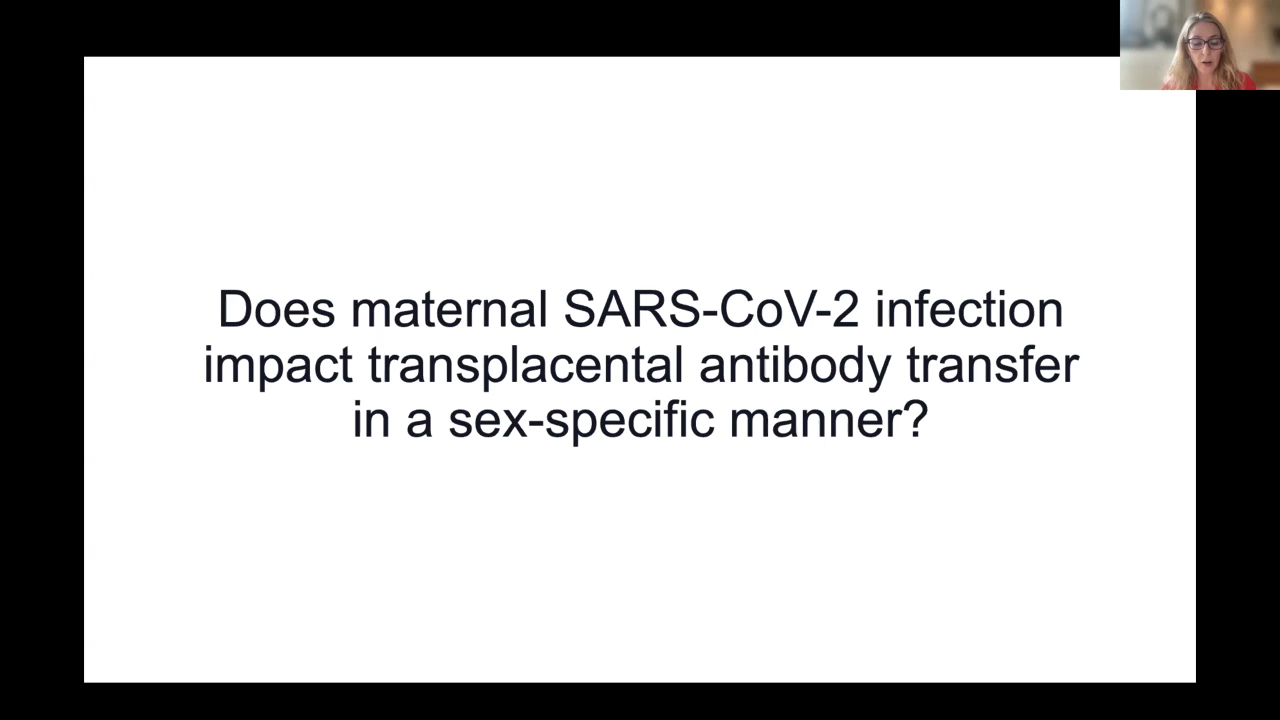 Does maternal SARS-CoV-2 infection
impact transplacental antibody transfer
in a sex-specific manner?